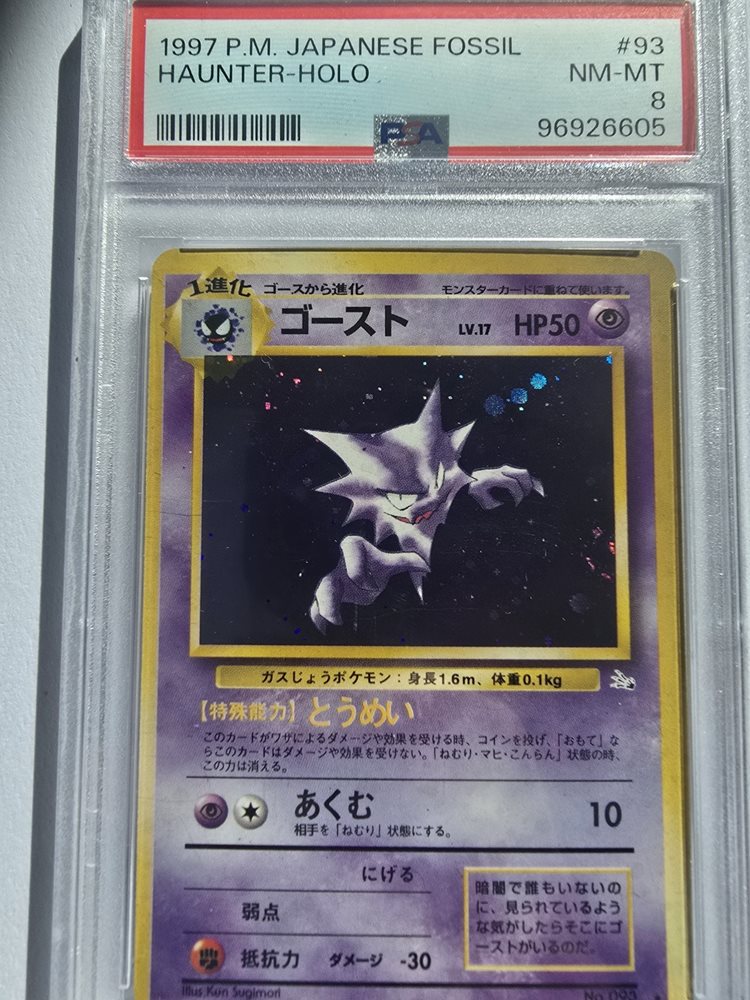 1997 P.M. JAPANESE FOSSIL #93
HAUNTER-HOLO NM-MT
8
PSA 96926605
1進化 ゴースから進化 モンスターカードに重ねて使います。
ゴースト LV.17 HP50
ガスじょうポケモン:身長1.6m、体重0.1kg
【特殊能力】とうめい
このカードがワザによるダメージや効果を受ける時、コインを投げ、「おもて」な
らこのカードはダメージや効果を受けない。「ねむり・マヒ・こんらん」状態の時、
この力は消える。
あくむ 10
相手を「ねむり」状態にする。
にげる
弱点
抵抗力 ダメージ -30
暗闇で誰もいないの
に、見られているよう
な気がしたらそこにゴ
ーストがいるのだ。
Illus.Ken Sugimori No.093